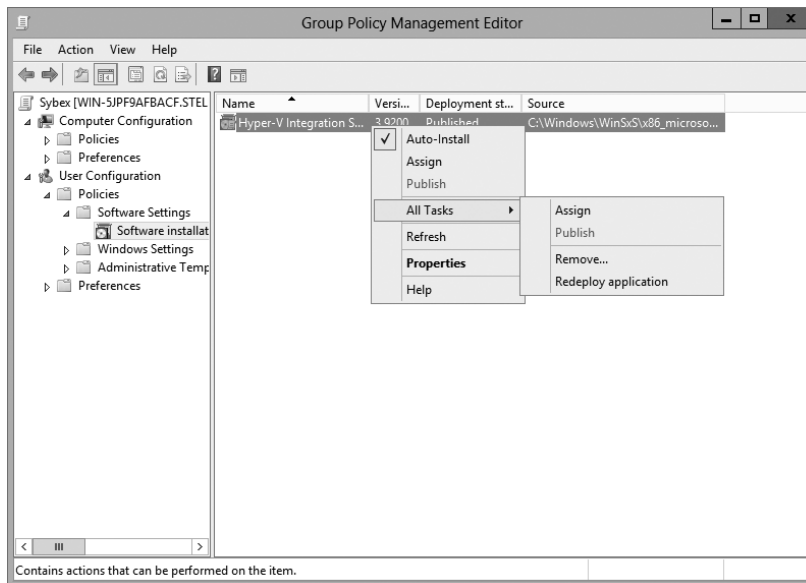 Group Policy Management Editor
File Action View Help
Sybex [WIN-5JPF9AFBACF.STEL
Computer Configuration
Policies
Preferences
User Configuration
Policies
Software Settings
Software installat
Windows Settings
Administrative Temp
Preferences
Name Versi... Deployment st... Source
Hyper-V Integration S... 3.9200 Published C:\Windows\WinSxS\x86_microso...
Auto-Install
Assign
Publish
All Tasks
Refresh
Properties
Help
Assign
Publish
Remove...
Redeploy application
Contains actions that can be performed on the item.